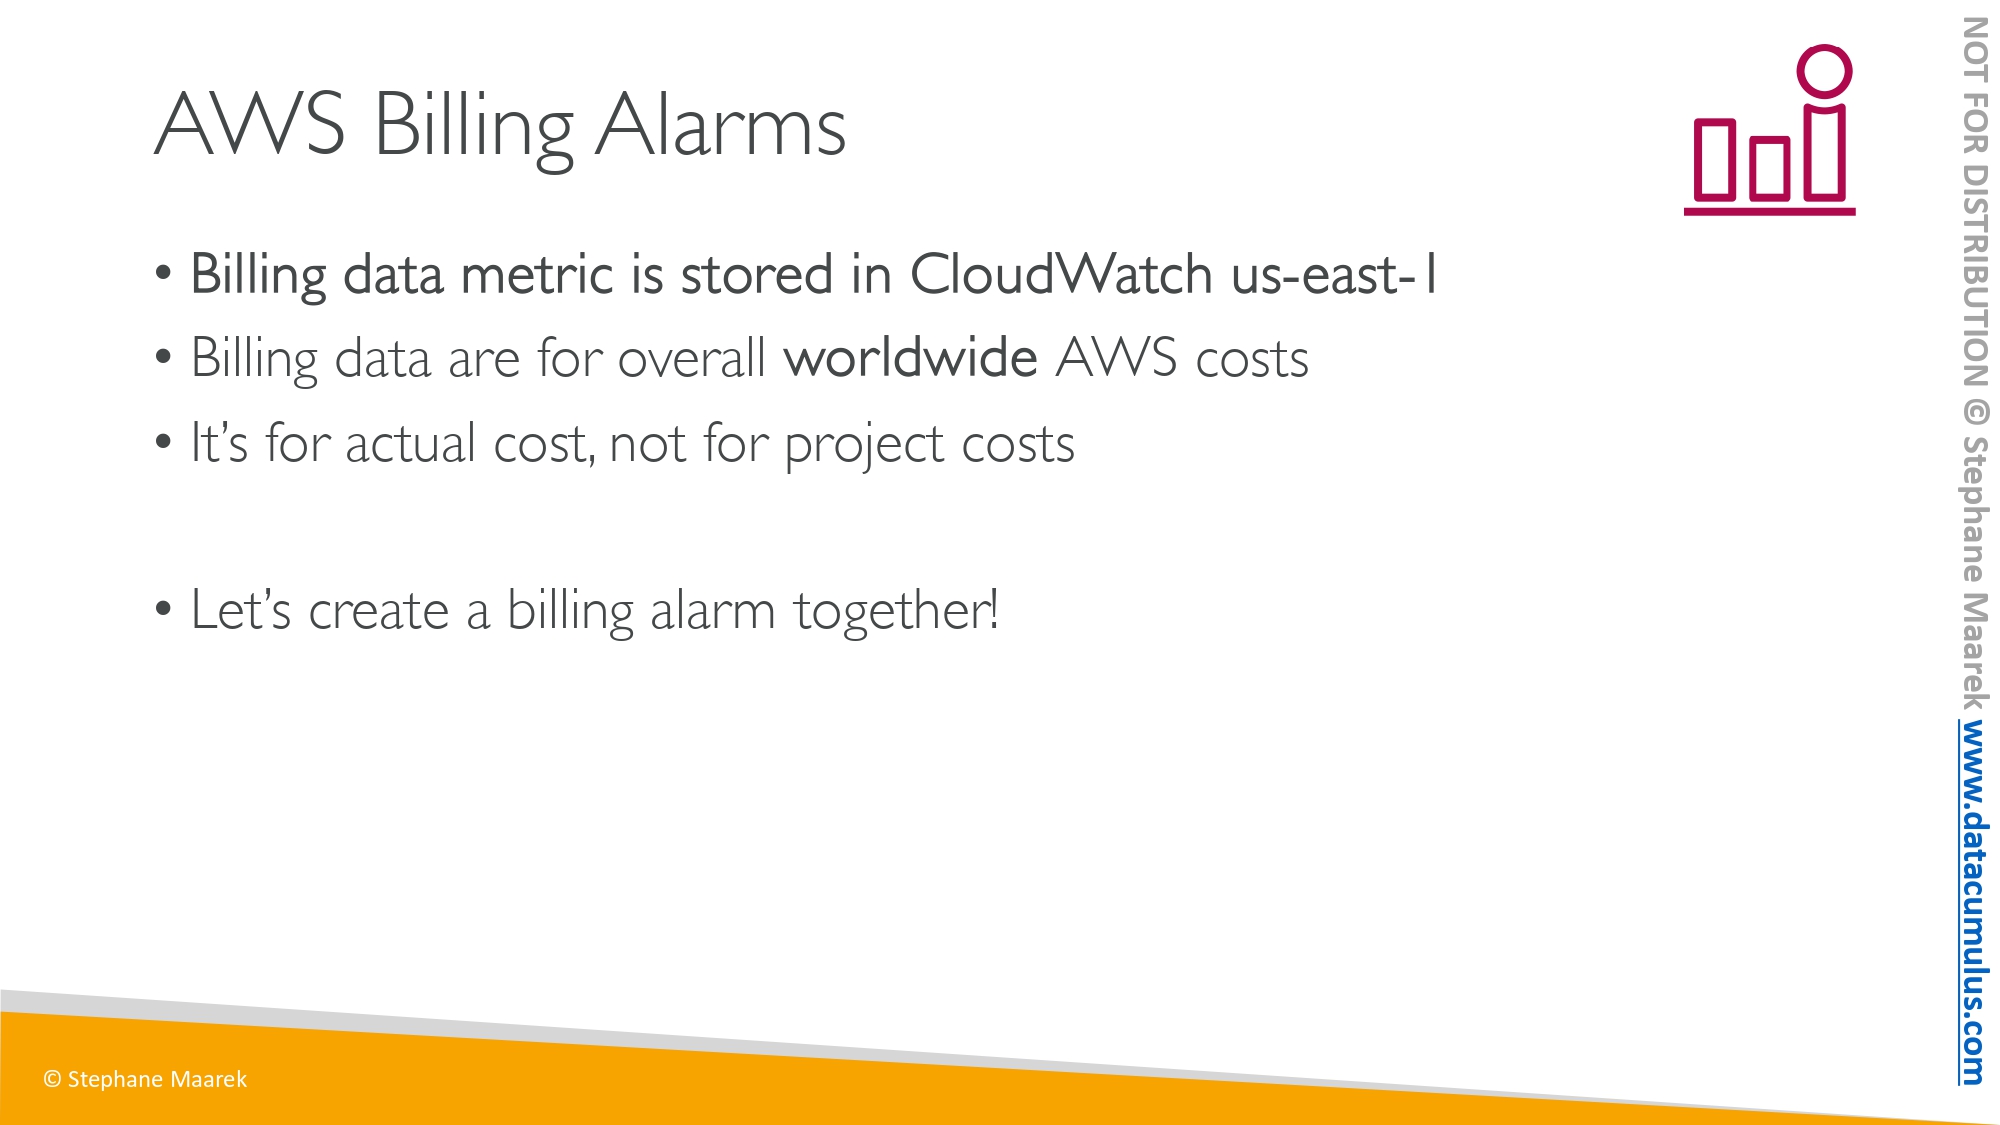 AWS Billing Alarms
• Billing data metric is stored in CloudWatch us-east-1
• Billing data are for overall worldwide AWS costs
• It’s for actual cost, not for project costs
• Let’s create a billing alarm together!
© Stephane Maarek
NOT FOR DISTRIBUTION © Stephane Maarek www.datacumulus.com